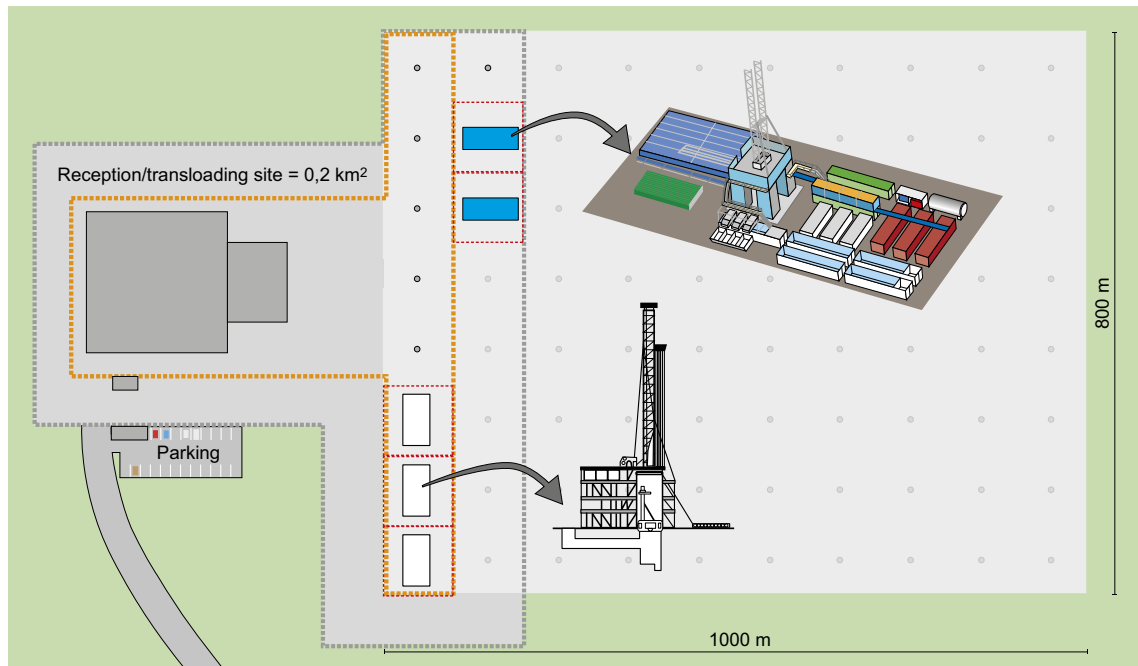 Reception/transloading site = 0,2 km²
Parking
800 m
1000 m